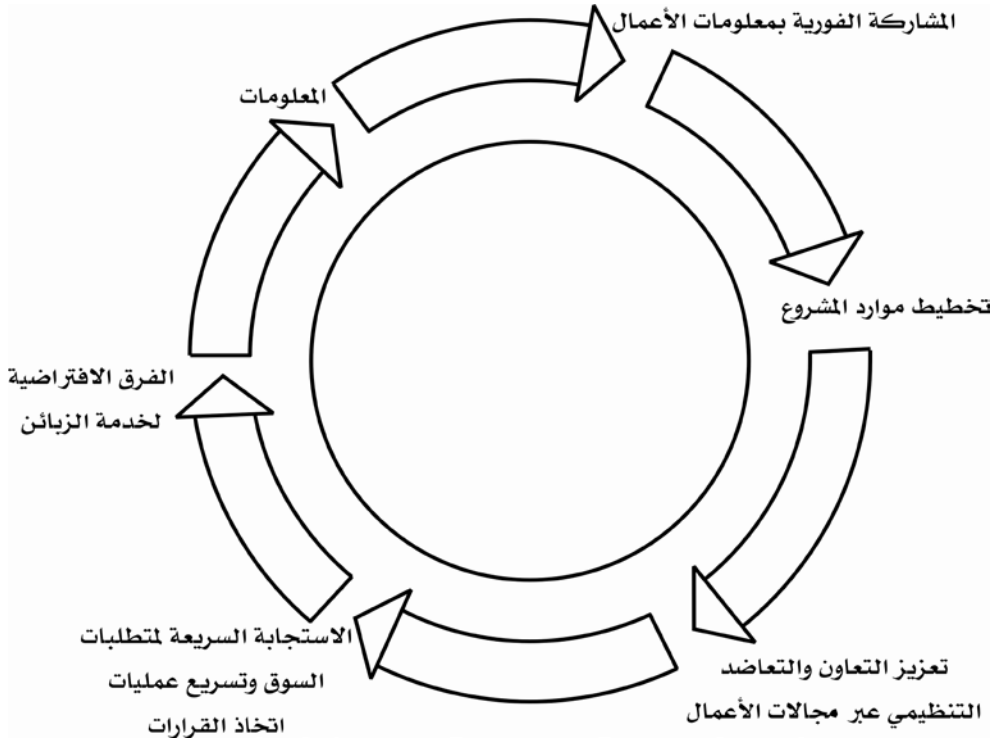 المشاركة الفورية بمعلومات الأعمال
المعلومات
تخطيط موارد المشروع
الفرق الافتراضية
لخدمة الزبائن
الاستجابة السريعة لمتطلبات
السوق وتسريع عمليات
اتخاذ القرارات
تعزيز التعاون والتعاضد
التنظيمي عبر مجالات الأعمال